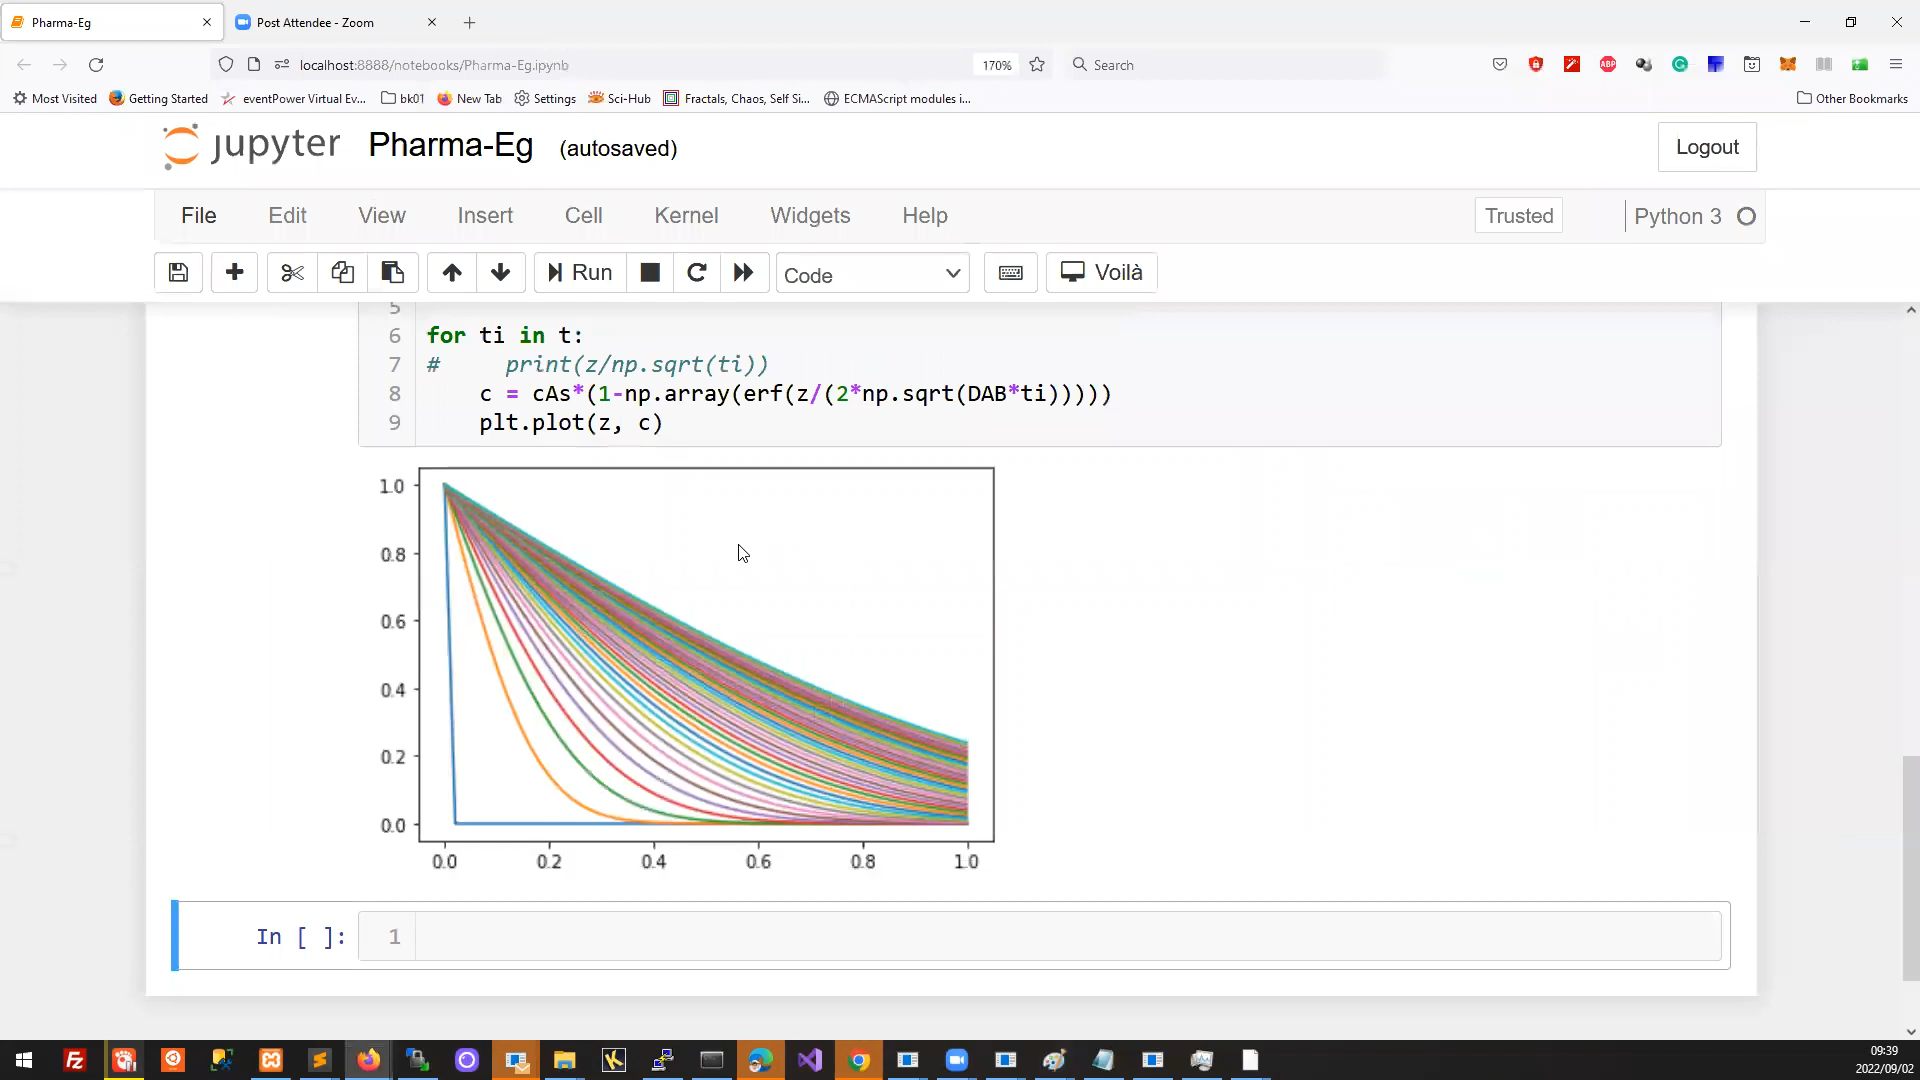 Pharma-Eg
Post Attendee - Zoom
localhost:8888/notebooks/Pharma-Eg.ipynb
170%
Search
Most Visited
Getting Started
eventPower Virtual Ev...
bk01
New Tab
Settings
Sci-Hub
Fractals, Chaos, Self Si...
ECMAScript modules i...
Other Bookmarks
jupyter Pharma-Eg (autosaved)
Logout
File Edit View Insert Cell Kernel Widgets Help
Trusted
Python 3
Run
Code
Voilà
5
6 for ti in t:
7 #      print(z/np.sqrt(ti))
8     c = cAs*(1-np.array(erf(z/(2*np.sqrt(DAB*ti)))))
9     plt.plot(z, c)
1.0
0.8
0.6
0.4
0.2
0.0
0.0 0.2 0.4 0.6 0.8 1.0
In [ ]: 1
09:39
2022/09/02